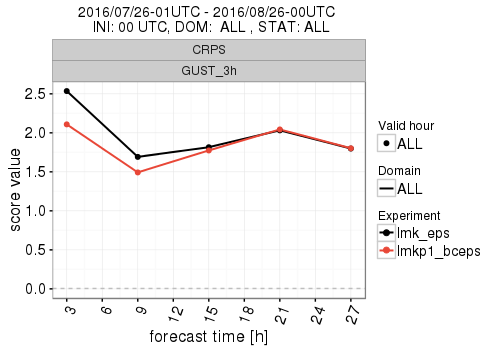 2016/07/26-01UTC - 2016/08/26-00UTC
INI: 00 UTC, DOM: ALL , STAT: ALL
CRPS
GUST_3h
score value
2.5
2.0
1.5
1.0
0.5
0.0
3
6
9
12
15
18
21
24
27
forecast time [h]
Valid hour
ALL
Domain
ALL
Experiment
lmk_eps
lmkp1_bceps